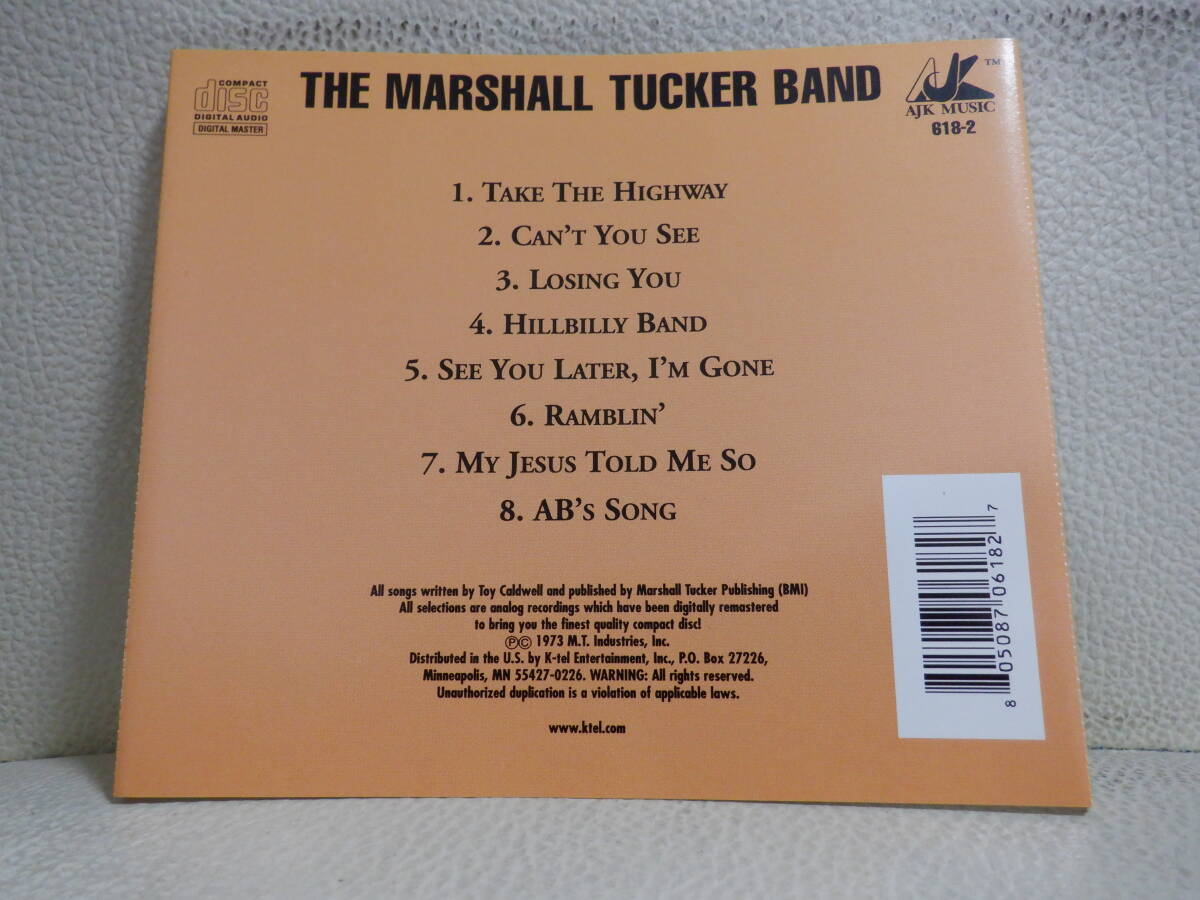 COMPACT
disc
DIGITAL AUDIO
DIGITAL MASTER
THE MARSHALL TUCKER BAND
AJK TM
AJK MUSIC
618-2
1. TAKE THE HIGHWAY
2. CAN'T YOU SEE
3. LOSING YOU
4. HILLBILLY BAND
5. SEE YOU LATER, I'M GONE
6. RAMBLIN'
7. MY JESUS TOLD ME SO
8. AB'S SONG
All songs written by Toy Caldwell and published by Marshall Tucker Publishing (BMI)
All selections are analog recordings which have been digitally remastered
to bring you the finest quality compact disc!
℗© 1973 M.T. Industries, Inc.
Distributed in the U.S. by K-tel Entertainment, Inc., P.O. Box 27226,
Minneapolis, MN 55427-0226. WARNING: All rights reserved.
Unauthorized duplication is a violation of applicable laws.
www.ktel.com
8 05087 06182 7